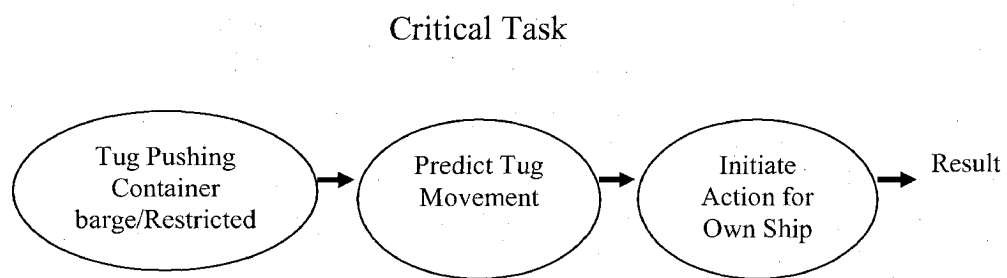 Critical Task
Tug Pushing
Container
barge/Restricted
Predict Tug
Movement
Initiate
Action for
Own Ship
Result